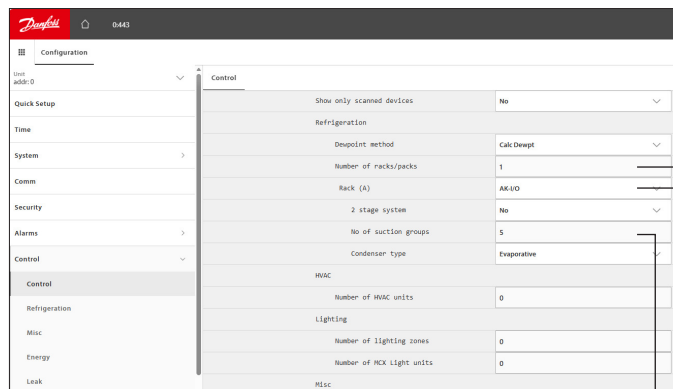 Danfoss 0:443
Configuration
Unit
addr: 0
Quick Setup
Time
System
Comm
Security
Alarms
Control
Control
Refrigeration
Misc
Energy
Leak
Control
Show only scanned devices No
Refrigeration
Dewpoint method Calc Dewpt
Number of racks/packs 1
Rack (A) AK-I/O
2 stage system No
No of suction groups 5
Condenser type Evaporative
HVAC
Number of HVAC units 0
Lighting
Number of lighting zones 0
Number of MCX Light units 0
Misc